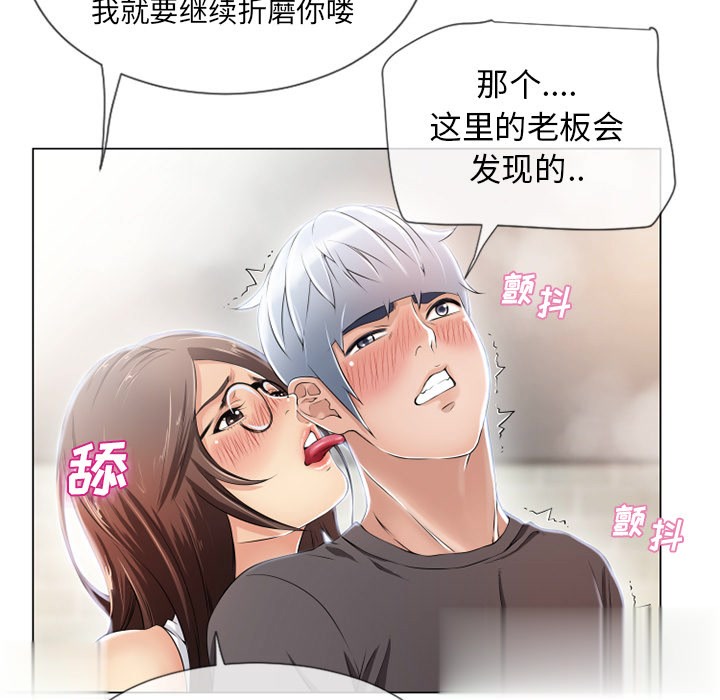 我就要继续折磨你喽
那个....
这里的老板会
发现的..
颤抖
舔
颤抖